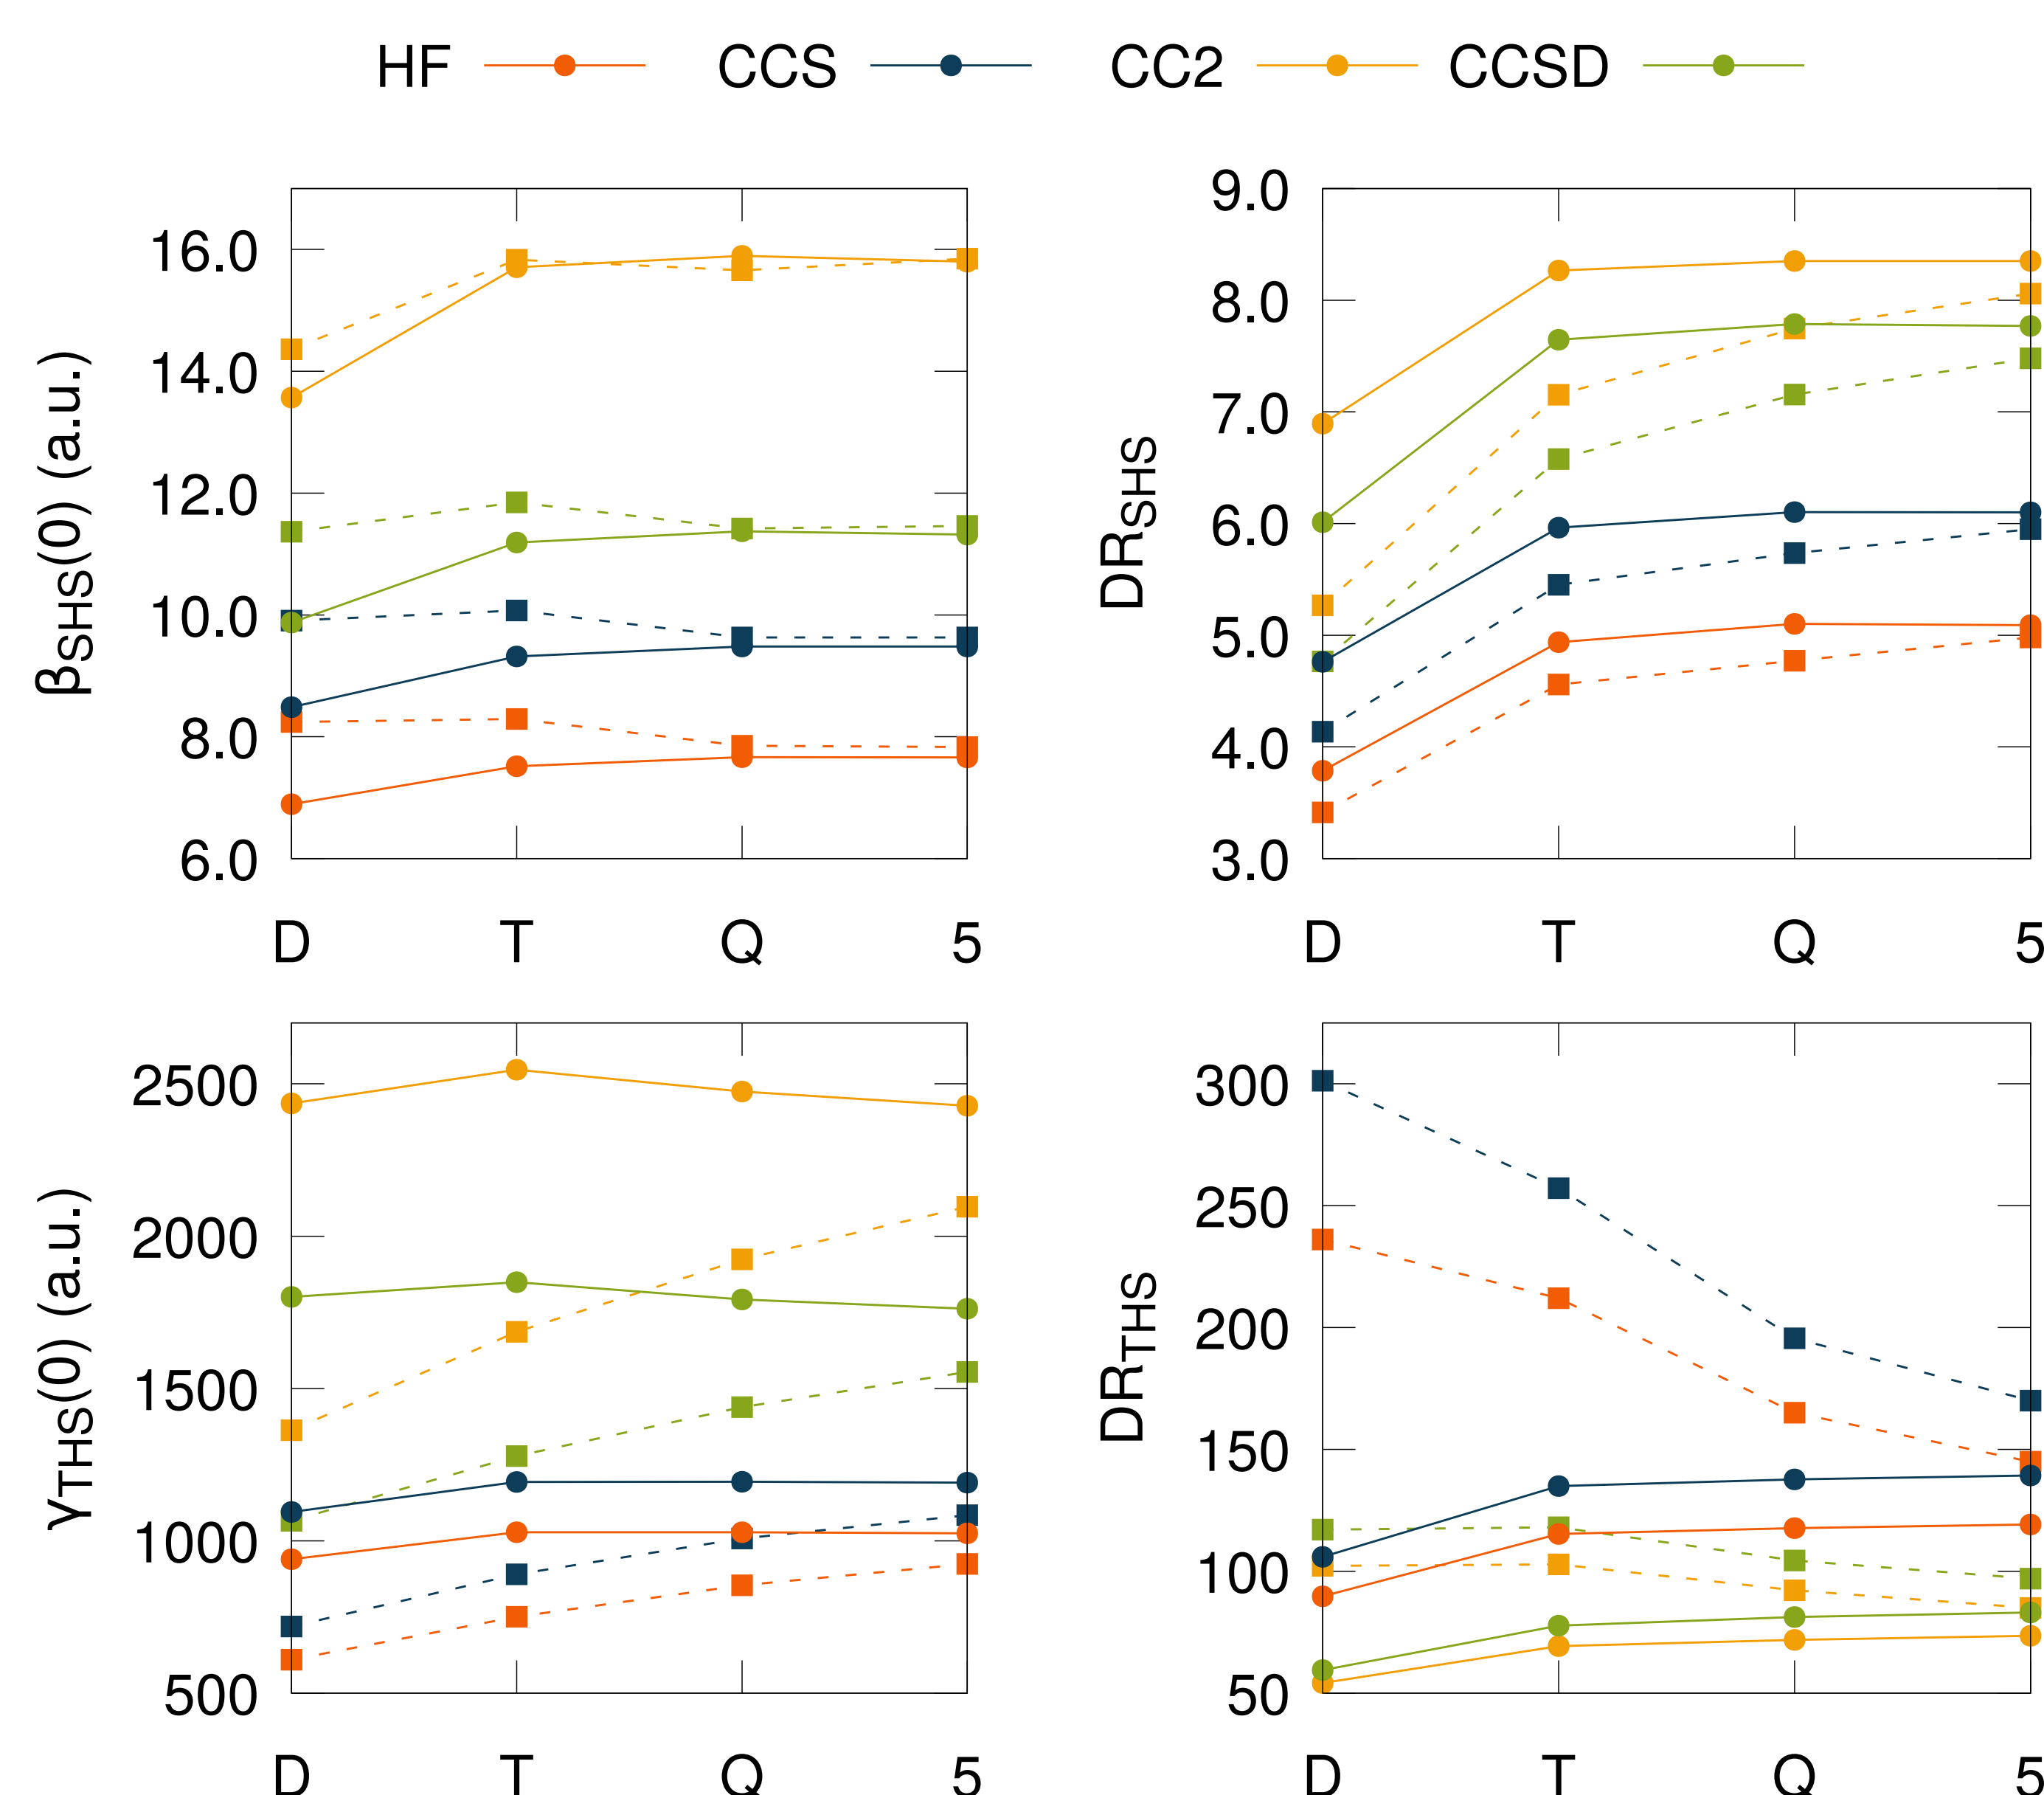 HF CCS CC2 CCSD
βSHS(0) (a.u.)
16.0
14.0
12.0
10.0
8.0
6.0
D T Q 5
DRSHS
9.0
8.0
7.0
6.0
5.0
4.0
3.0
D T Q 5
γTHS(0) (a.u.)
2500
2000
1500
1000
500
D T Q 5
DRTHS
300
250
200
150
100
50
D T Q 5